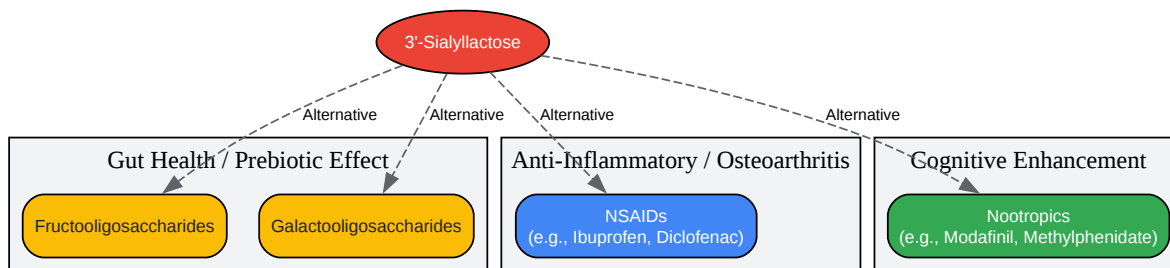 3'-Sialyllactose
Alternative
Alternative
Alternative
Alternative
Gut Health / Prebiotic Effect
Anti-Inflammatory / Osteoarthritis
Cognitive Enhancement
Fructooligosaccharides
Galactooligosaccharides
NSAIDs
(e.g., Ibuprofen, Diclofenac)
Nootropics
(e.g., Modafinil, Methylphenidate)